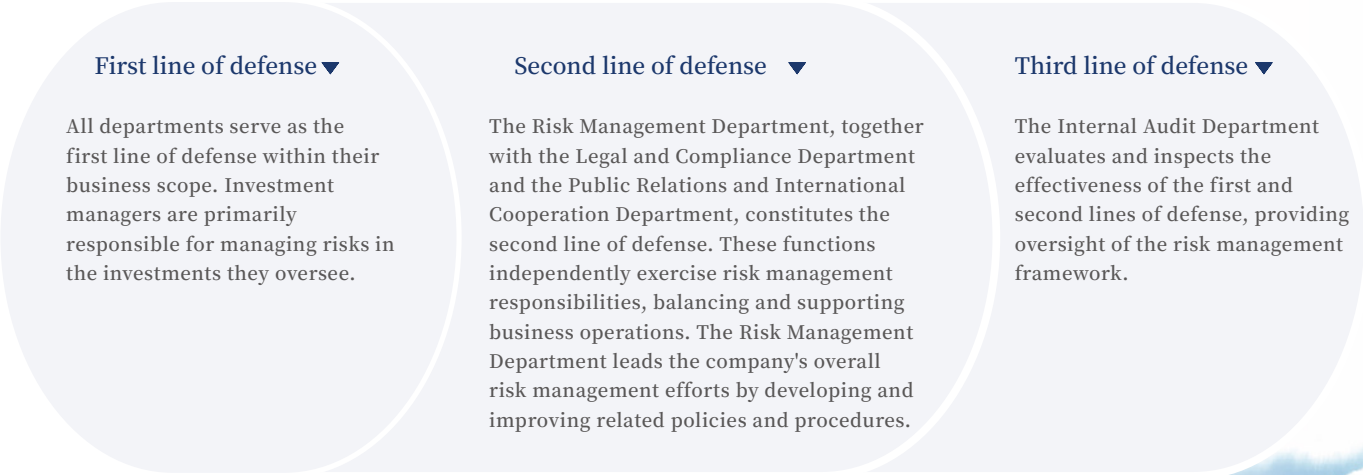 First line of defense
All departments serve as the
first line of defense within their
business scope. Investment
managers are primarily
responsible for managing risks in
the investments they oversee.
Second line of defense
The Risk Management Department, together
with the Legal and Compliance Department
and the Public Relations and International
Cooperation Department, constitutes the
second line of defense. These functions
independently exercise risk management
responsibilities, balancing and supporting
business operations. The Risk Management
Department leads the company's overall
risk management efforts by developing and
improving related policies and procedures.
Third line of defense
The Internal Audit Department
evaluates and inspects the
effectiveness of the first and
second lines of defense, providing
oversight of the risk management
framework.